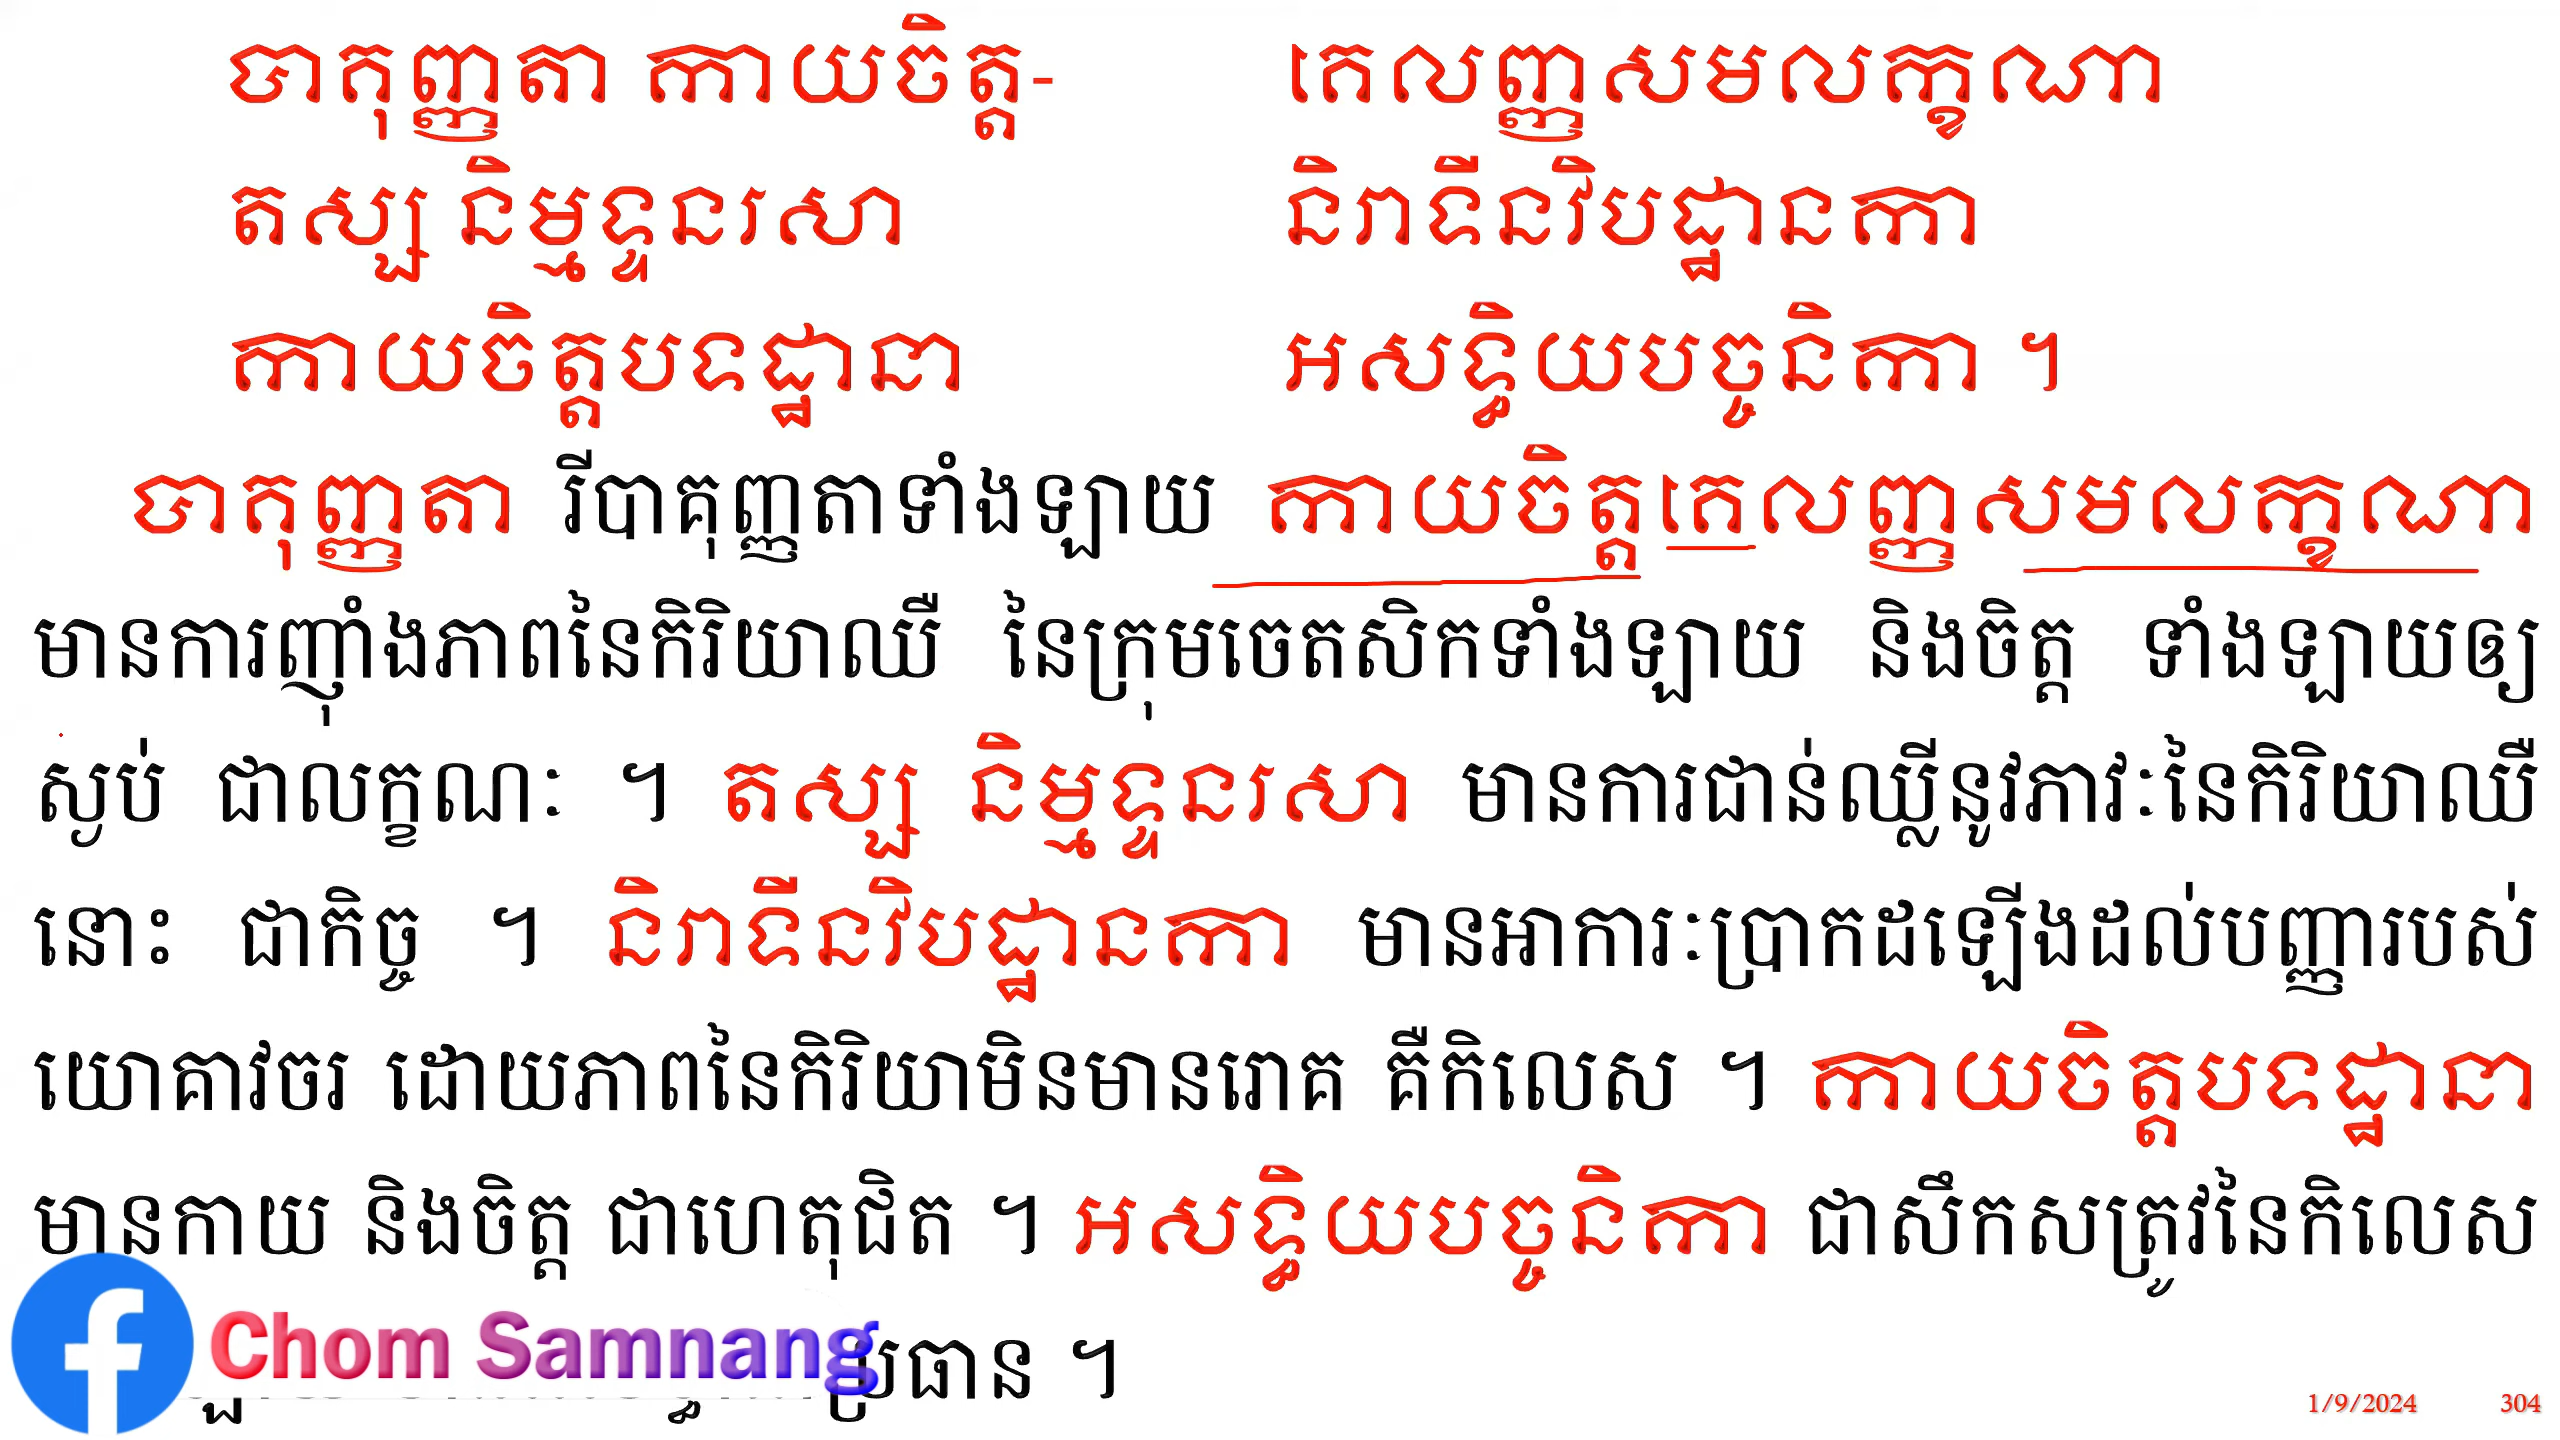 បាគុញ្ញតា កាយចិត្ត- គេលញ្ញសមលក្ខណា
តស្ស និម្មទ្ទនរសា និរាទីនវិបដ្ឋានកា
កាយចិត្តបទដ្ឋានា អសទ្ធិយបច្ចនិកា ។
បាគុញ្ញតា រីបាគុញ្ញតាទាំងឡាយ កាយចិត្តគេលញ្ញសមលក្ខណា
មានការញ៉ាំងភាពនៃកិរិយាឈឺ នៃក្រុមចេតសិកទាំងឡាយ និងចិត្ត ទាំងឡាយឲ្យ
ស្ងប់ ជាលក្ខណៈ ។ តស្ស និម្មទ្ទនរសា មានការជាន់ឈ្លីនូវភាវៈនៃកិរិយាឈឺ
នោះ ជាកិច្ច ។ និរាទីនវិបដ្ឋានកា មានអាការៈប្រាកដឡើងដល់បញ្ញារបស់
យោគាវចរ ដោយភាពនៃកិរិយាមិនមានរោគ គឺកិលេស ។ កាយចិត្តបទដ្ឋានា
មានកាយ និងចិត្ត ជាហេតុជិត ។ អសទ្ធិយបច្ចនិកា ជាសឹកសត្រូវនៃកិលេស
ប្រធាន ។
Chom Samnang
1/9/2024 304